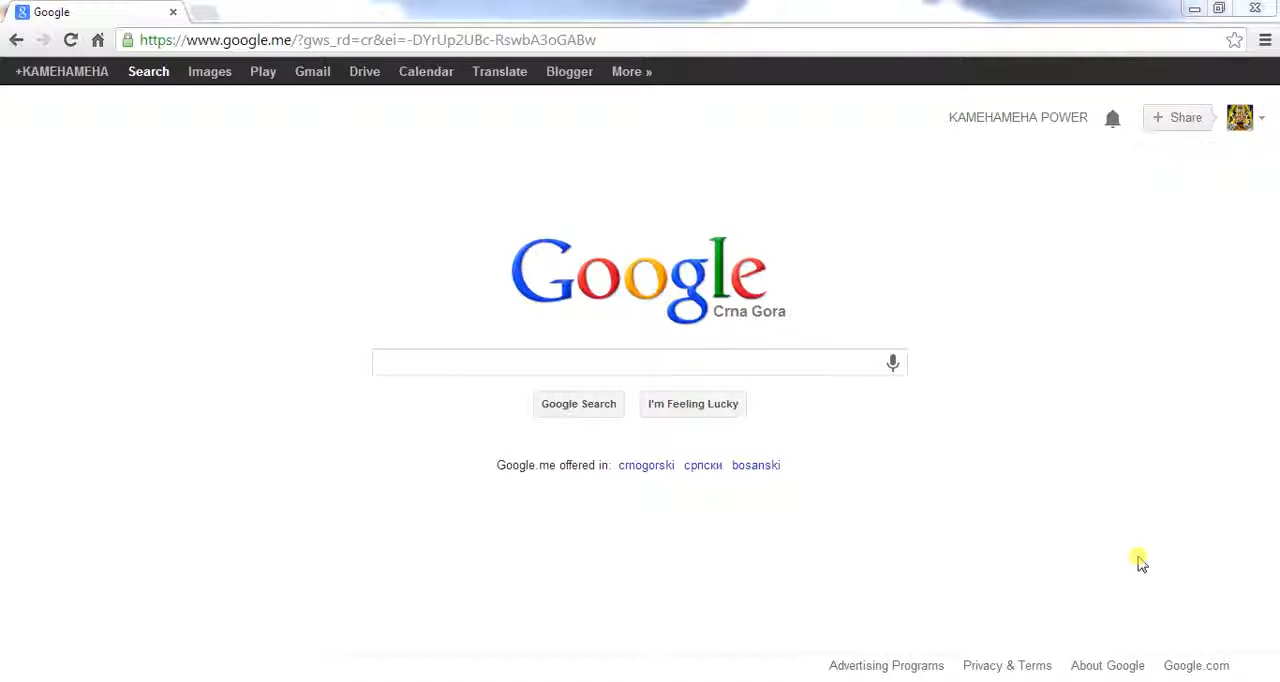 Google
https://www.google.me/?gws_rd=cr&ei=-DYrUp2UBc-RswbA3oGABw
+KAMEHAMEHA Search Images Play Gmail Drive Calendar Translate Blogger More »
KAMEHAMEHA POWER + Share
Google
Crna Gora
Google Search I'm Feeling Lucky
Google.me offered in: crnogorski српски bosanski
Advertising Programs Privacy & Terms About Google Google.com